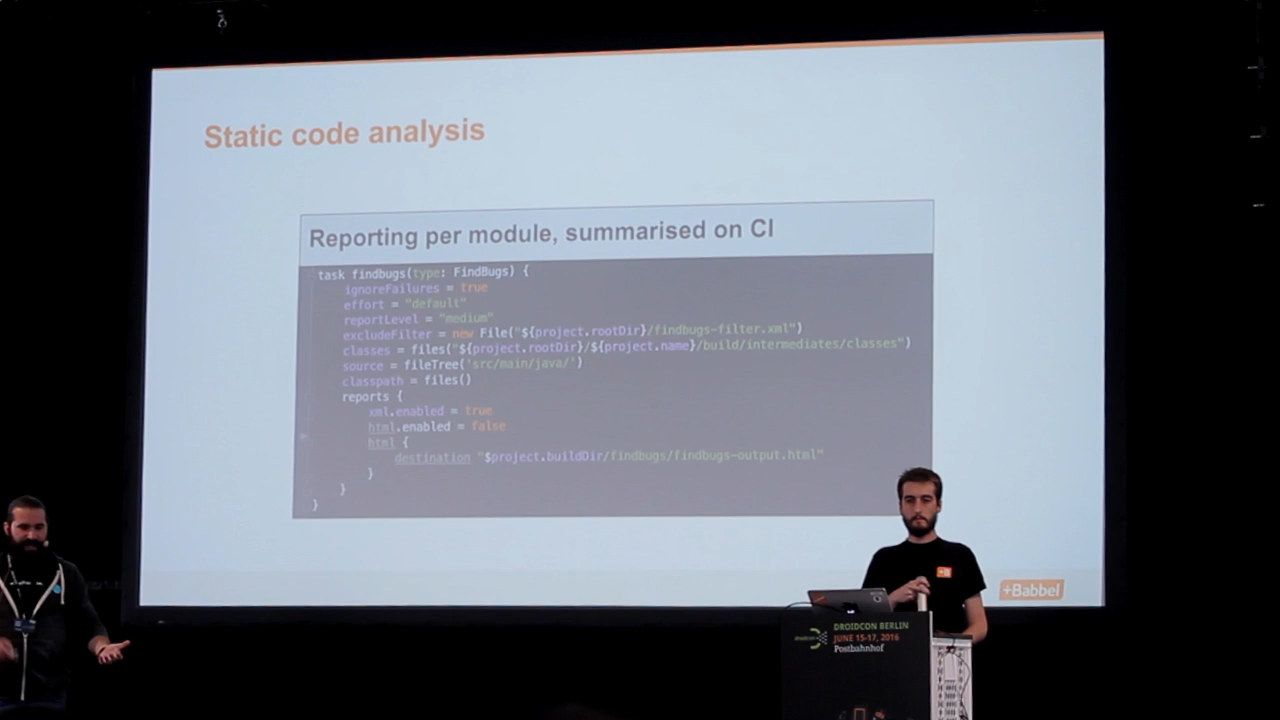 Static code analysis
Reporting per module, summarised on CI
task findbugs(type: FindBugs) {
ignoreFailures = true
effort = "default"
reportLevel = "medium"
excludeFilter = new File("${project.rootDir}/findbugs-filter.xml")
classes = files("${project.rootDir}/${project.name}/build/intermediates/classes")
source = fileTree('src/main/java/')
classpath = files()
reports {
xml.enabled = true
html.enabled = false
html {
destination "$project.buildDir/findbugs/findbugs-output.html"
}
}
}
+Babbel
+B
droidcon
DROIDCON BERLIN
JUNE 15-17, 2016
Postbahnhof